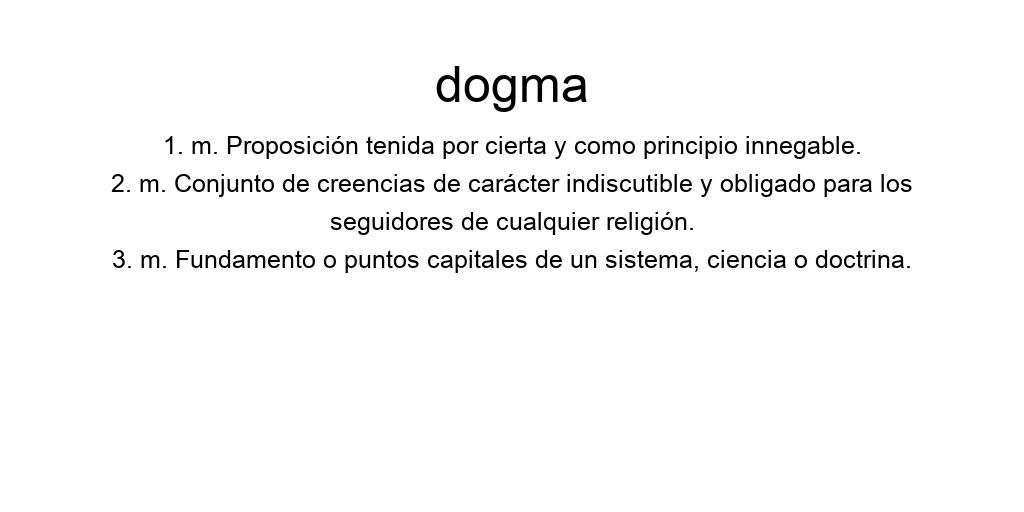 dogma
1. m. Proposición tenida por cierta y como principio innegable.
2. m. Conjunto de creencias de carácter indiscutible y obligado para los
seguidores de cualquier religión.
3. m. Fundamento o puntos capitales de un sistema, ciencia o doctrina.